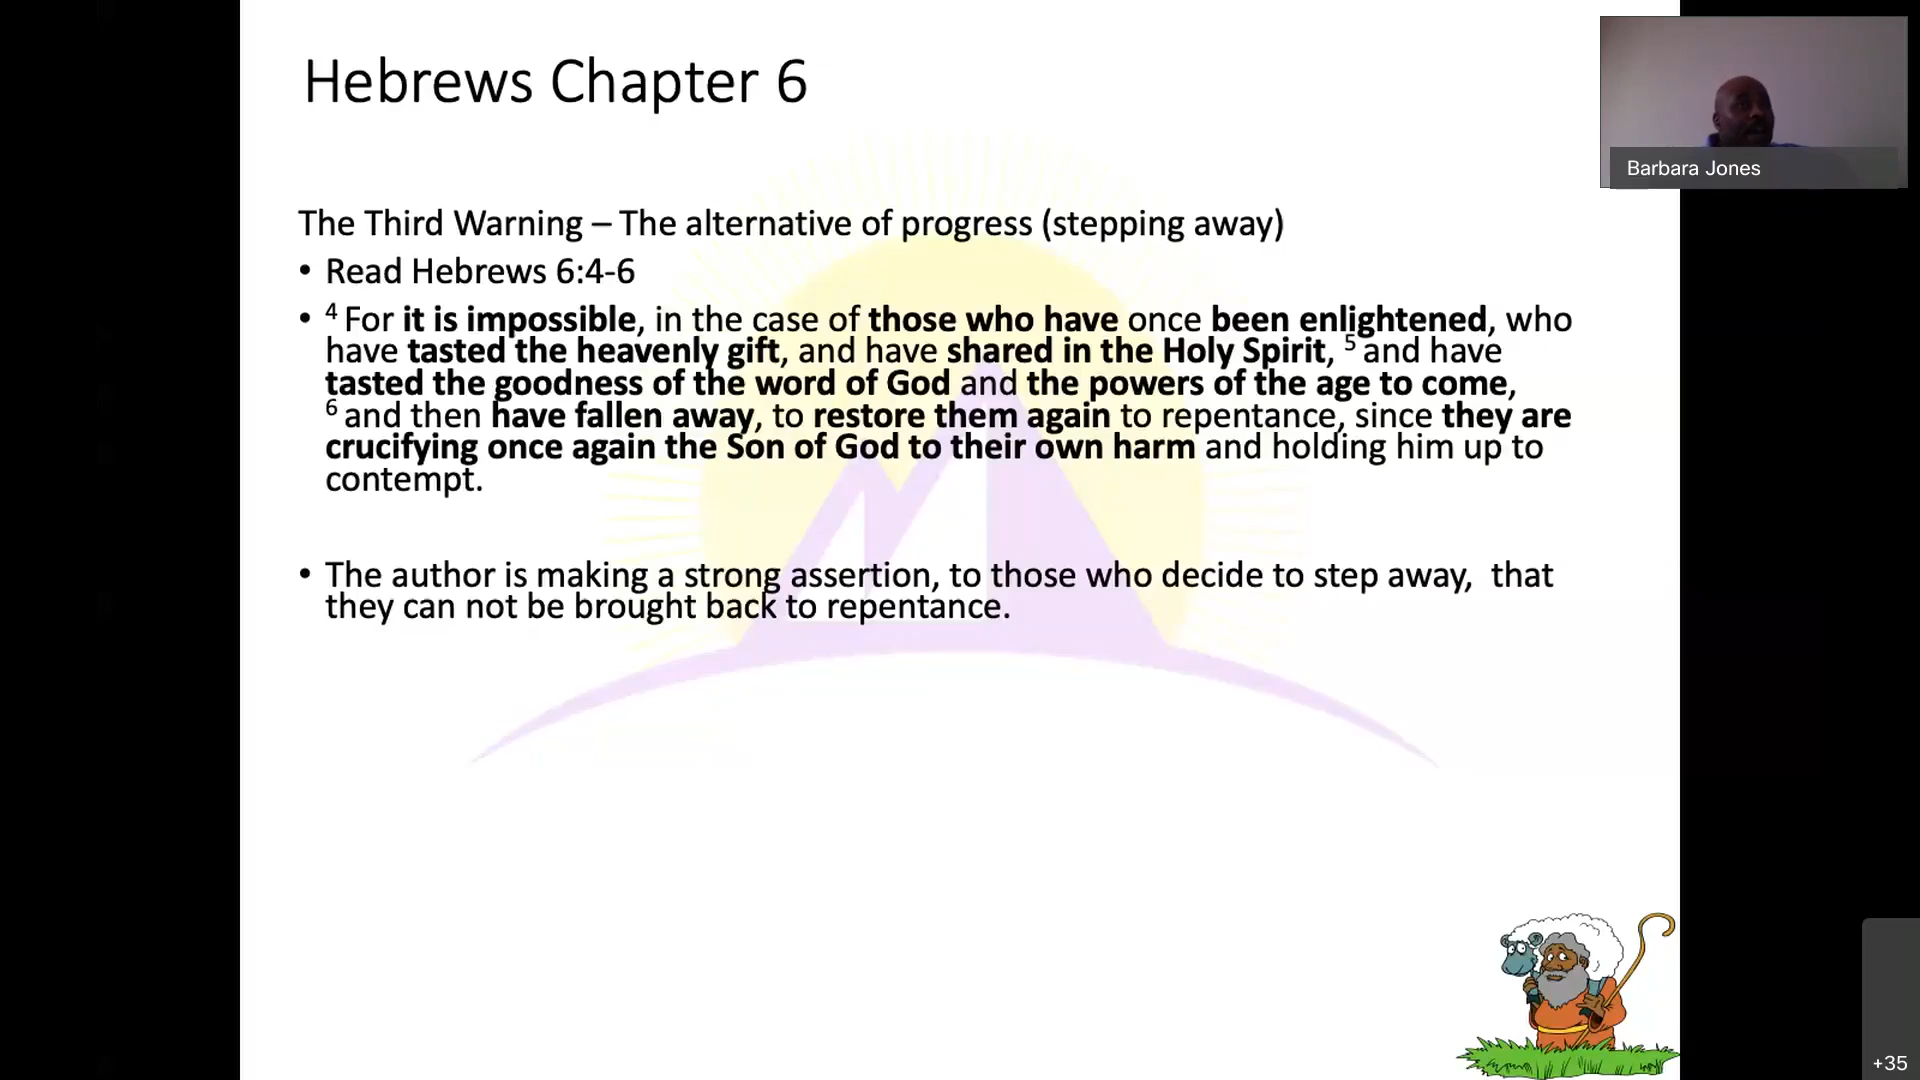 Hebrews Chapter 6
Barbara Jones
The Third Warning – The alternative of progress (stepping away)
• Read Hebrews 6:4-6
• ⁴ For it is impossible, in the case of those who have once been enlightened, who
have tasted the heavenly gift, and have shared in the Holy Spirit, ⁵ and have
tasted the goodness of the word of God and the powers of the age to come,
⁶ and then have fallen away, to restore them again to repentance, since they are
crucifying once again the Son of God to their own harm and holding him up to
contempt.
• The author is making a strong assertion, to those who decide to step away,  that
they can not be brought back to repentance.
+35